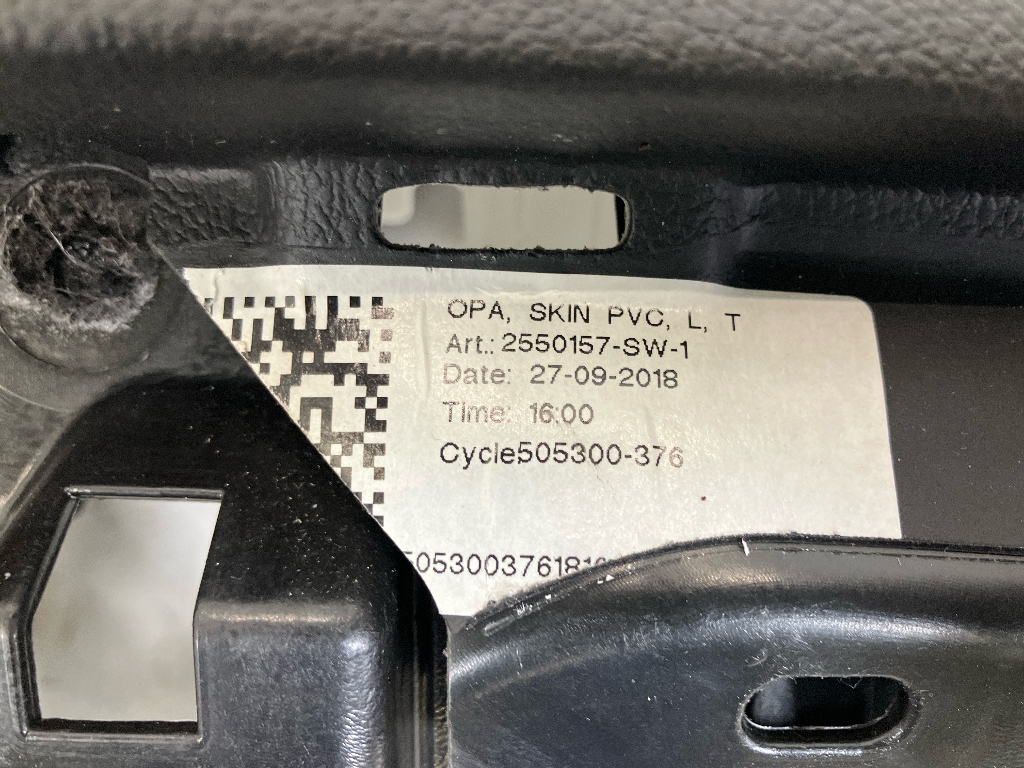 OPA, SKIN PVC, L, T
Art.: 2550157-SW-1
Date: 27-09-2018
Time: 16:00
Cycle505300-376